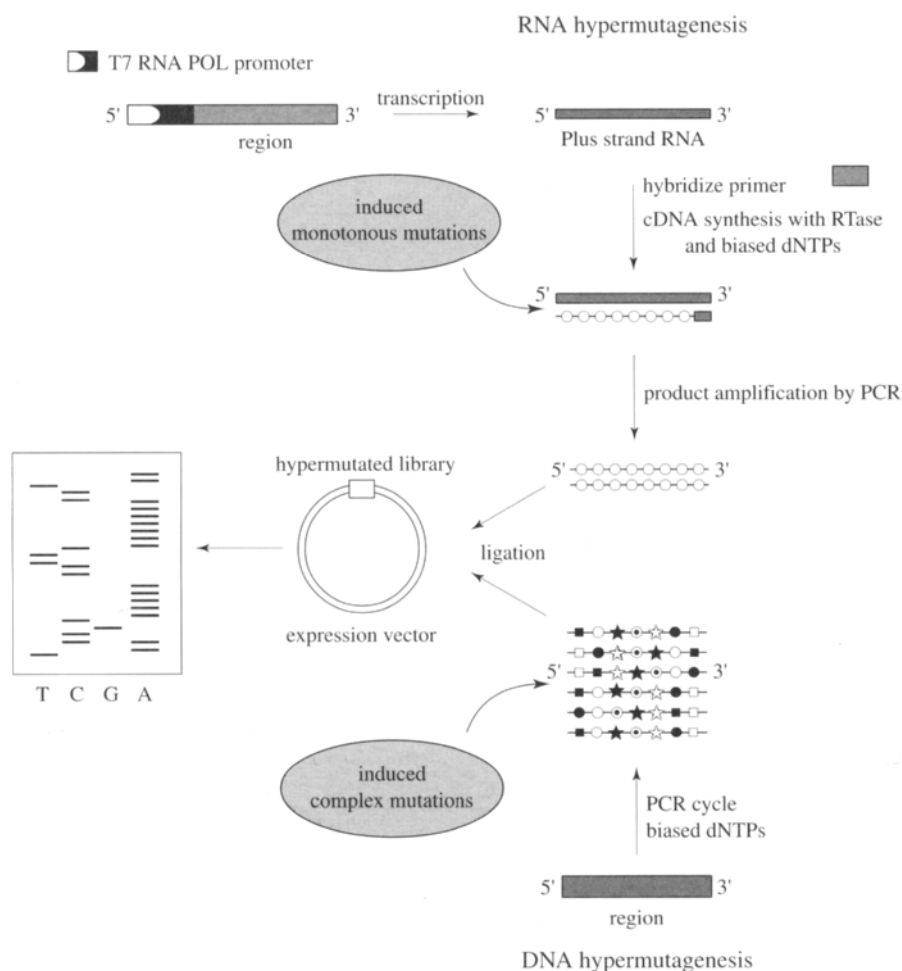 RNA hypermutagenesis
T7 RNA POL promoter
5' 3'
region
transcription
5' 3'
Plus strand RNA
induced
monotonous mutations
hybridize primer
cDNA synthesis with RTase
and biased dNTPs
5' 3'
product amplification by PCR
5' 3'
hypermutated library
ligation
expression vector
T C G A
5' 3'
induced
complex mutations
PCR cycle
biased dNTPs
5' 3'
region
DNA hypermutagenesis